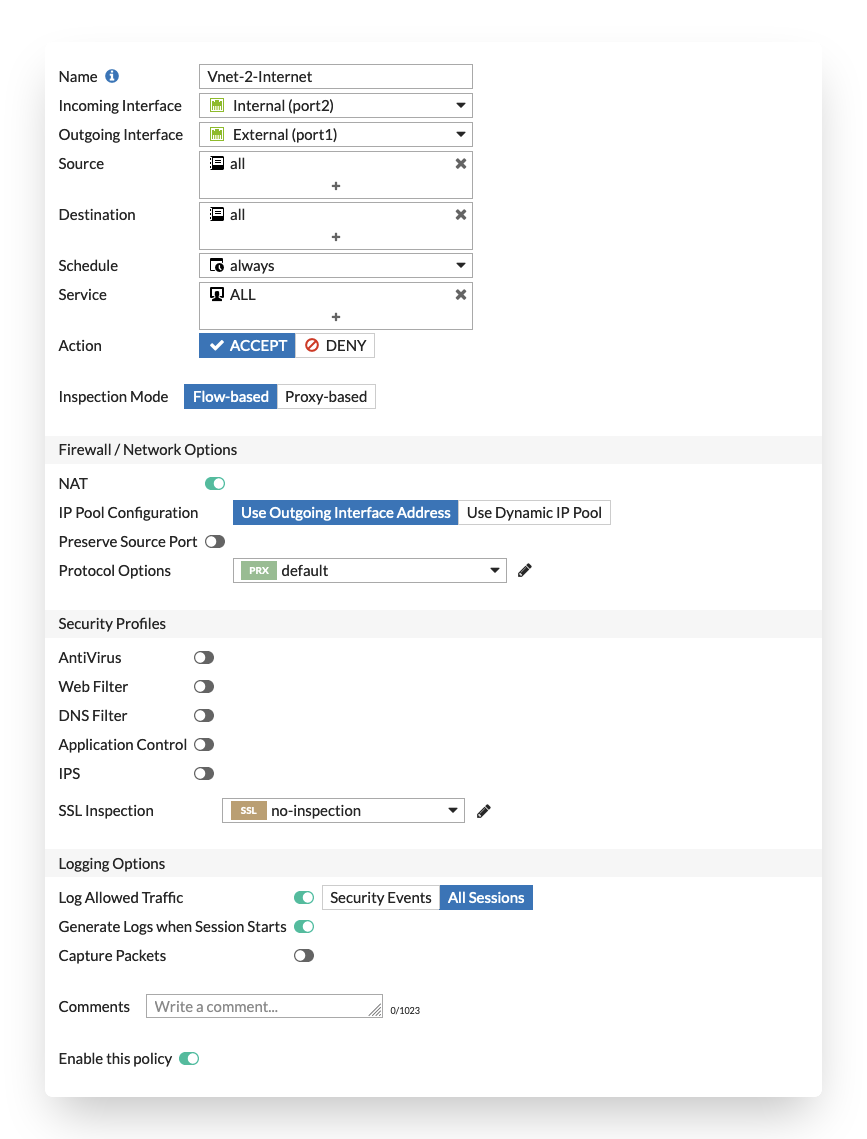 Name Vnet-2-Internet
Incoming Interface Internal (port2)
Outgoing Interface External (port1)
Source all
+
Destination all
+
Schedule always
Service ALL
+
Action ACCEPT DENY
Inspection Mode Flow-based Proxy-based
Firewall / Network Options
NAT
IP Pool Configuration Use Outgoing Interface Address Use Dynamic IP Pool
Preserve Source Port
Protocol Options PRX default
Security Profiles
AntiVirus
Web Filter
DNS Filter
Application Control
IPS
SSL Inspection SSL no-inspection
Logging Options
Log Allowed Traffic Security Events All Sessions
Generate Logs when Session Starts
Capture Packets
Comments Write a comment... 0/1023
Enable this policy